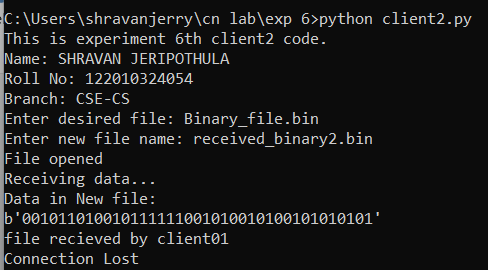 C:\Users\shravanjerry\cn lab\exp 6>python client2.py
This is experiment 6th client2 code.
Name: SHRAVAN JERIPOTHULA
Roll No: 122010324054
Branch: CSE-CS
Enter desired file: Binary_file.bin
Enter new file name: received_binary2.bin
File opened
Receiving data...
Data in New file:
b'00101101001011111110010100101001010101​01'
file recieved by client01
Connection Lost